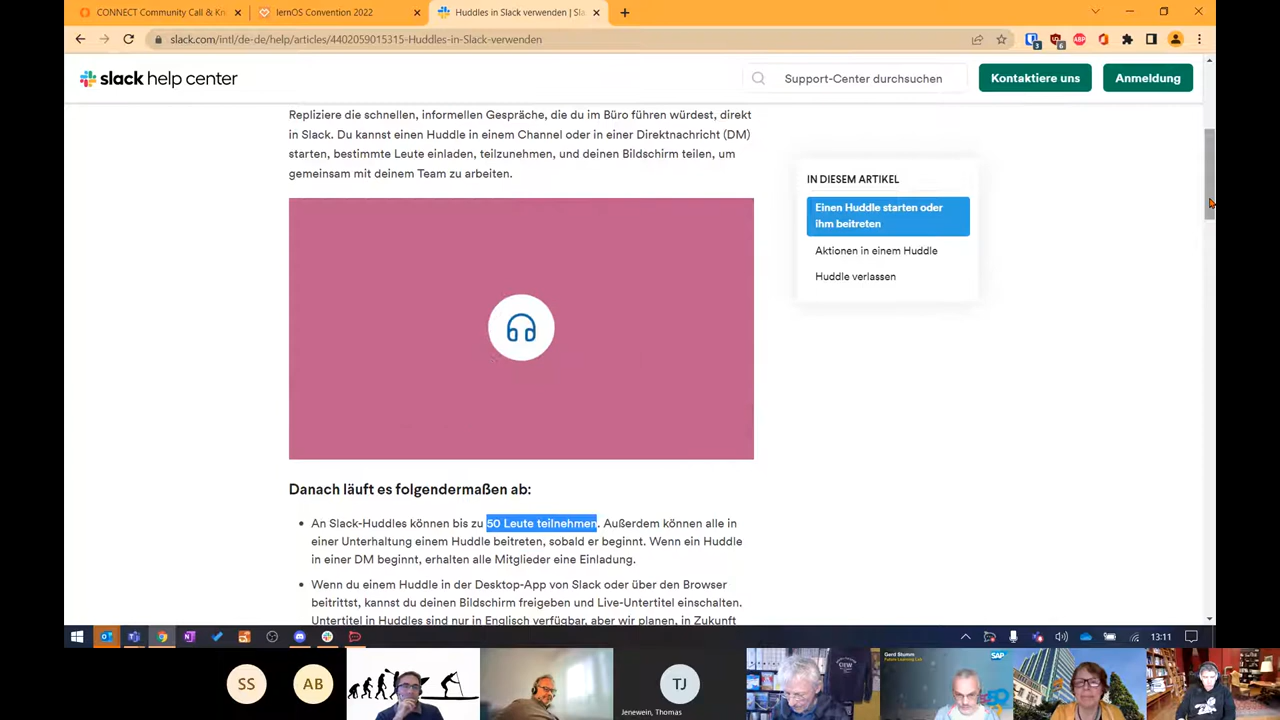 CONNECT Community Call & Kn
lernOS Convention 2022
Huddles in Slack verwenden | Sla
slack.com/intl/de-de/help/articles/4402059015315-Huddles-in-Slack-verwenden
slack help center
Support-Center durchsuchen
Kontaktiere uns
Anmeldung
Repliziere die schnellen, informellen Gespräche, die du im Büro führen würdest, direkt
in Slack. Du kannst einen Huddle in einem Channel oder in einer Direktnachricht (DM)
starten, bestimmte Leute einladen, teilzunehmen, und deinen Bildschirm teilen, um
gemeinsam mit deinem Team zu arbeiten.
IN DIESEM ARTIKEL
Einen Huddle starten oder
ihm beitreten
Aktionen in einem Huddle
Huddle verlassen
Danach läuft es folgendermaßen ab:
• An Slack-Huddles können bis zu 50 Leute teilnehmen. Außerdem können alle in
einer Unterhaltung einem Huddle beitreten, sobald er beginnt. Wenn ein Huddle
in einer DM beginnt, erhalten alle Mitglieder eine Einladung.
• Wenn du einem Huddle in der Desktop-App von Slack oder über den Browser
beitrittst, kannst du deinen Bildschirm freigeben und Live-Untertitel einschalten.
Untertitel in Huddles sind nur in Englisch verfügbar, aber wir planen, in Zukunft
13:11
SS
AB
TJ
Jenewein, Thomas
Gerd Stumm
SAP